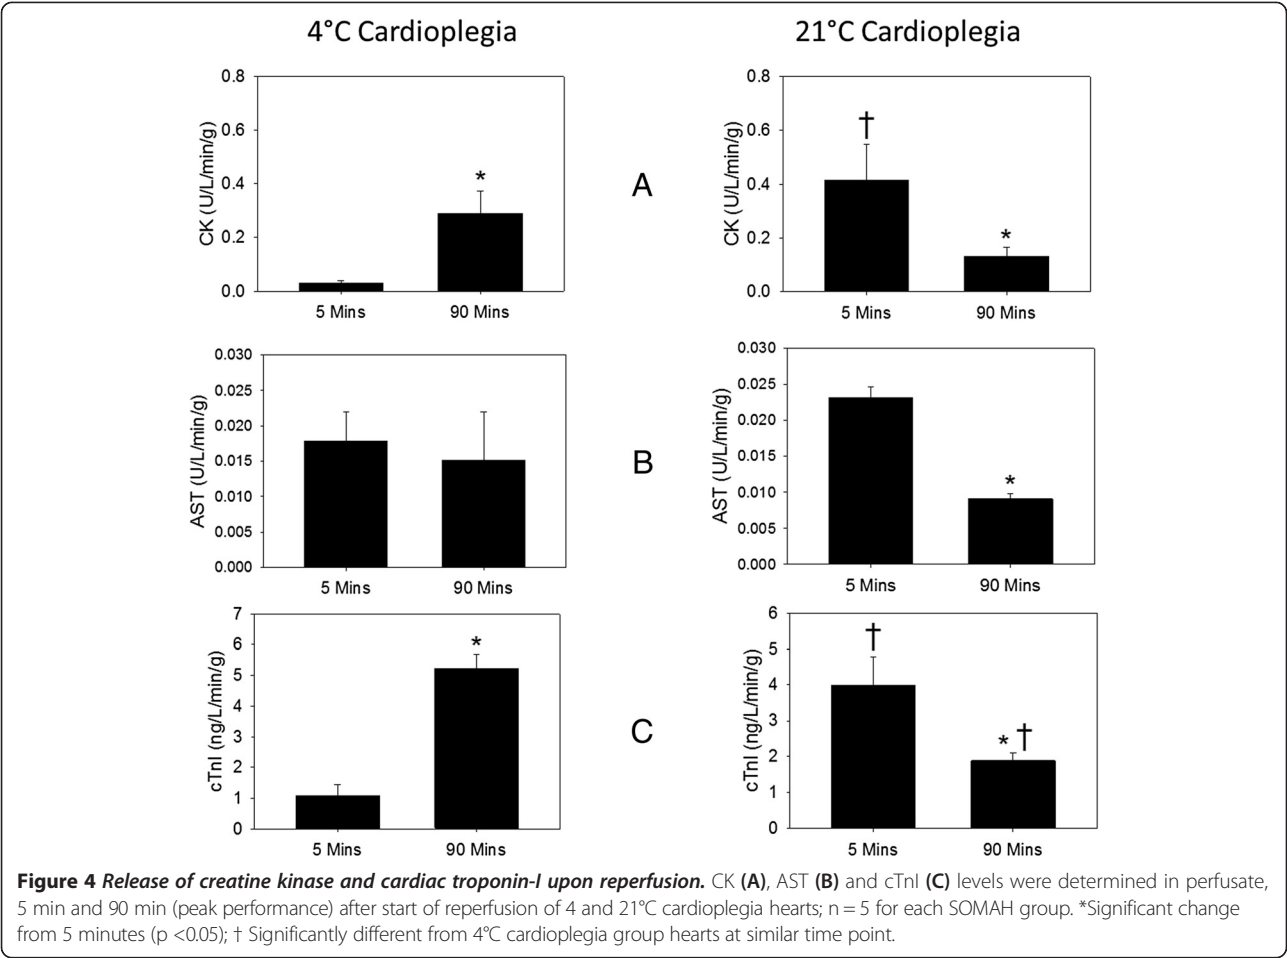 4°C Cardioplegia
21°C Cardioplegia
0.8
0.6
0.4
0.2
0.0
CK (U/L/min/g)
*
5 Mins
90 Mins
A
0.8
0.6
0.4
0.2
0.0
CK (U/L/min/g)
†
*
5 Mins
90 Mins
0.030
0.025
0.020
0.015
0.010
0.005
0.000
AST (U/L/min/g)
5 Mins
90 Mins
B
0.030
0.025
0.020
0.015
0.010
0.005
0.000
AST (U/L/min/g)
*
5 Mins
90 Mins
7
6
5
4
3
2
1
0
cTnI (ng/L/min/g)
*
5 Mins
90 Mins
C
6
5
4
3
2
1
0
cTnI (ng/L/min/g)
†
* †
5 Mins
90 Mins
Figure 4 Release of creatine kinase and cardiac troponin-I upon reperfusion. CK (A), AST (B) and cTnI (C) levels were determined in perfusate,
5 min and 90 min (peak performance) after start of reperfusion of 4 and 21°C cardioplegia hearts; n = 5 for each SOMAH group. *Significant change
from 5 minutes (p <0.05); † Significantly different from 4°C cardioplegia group hearts at similar time point.